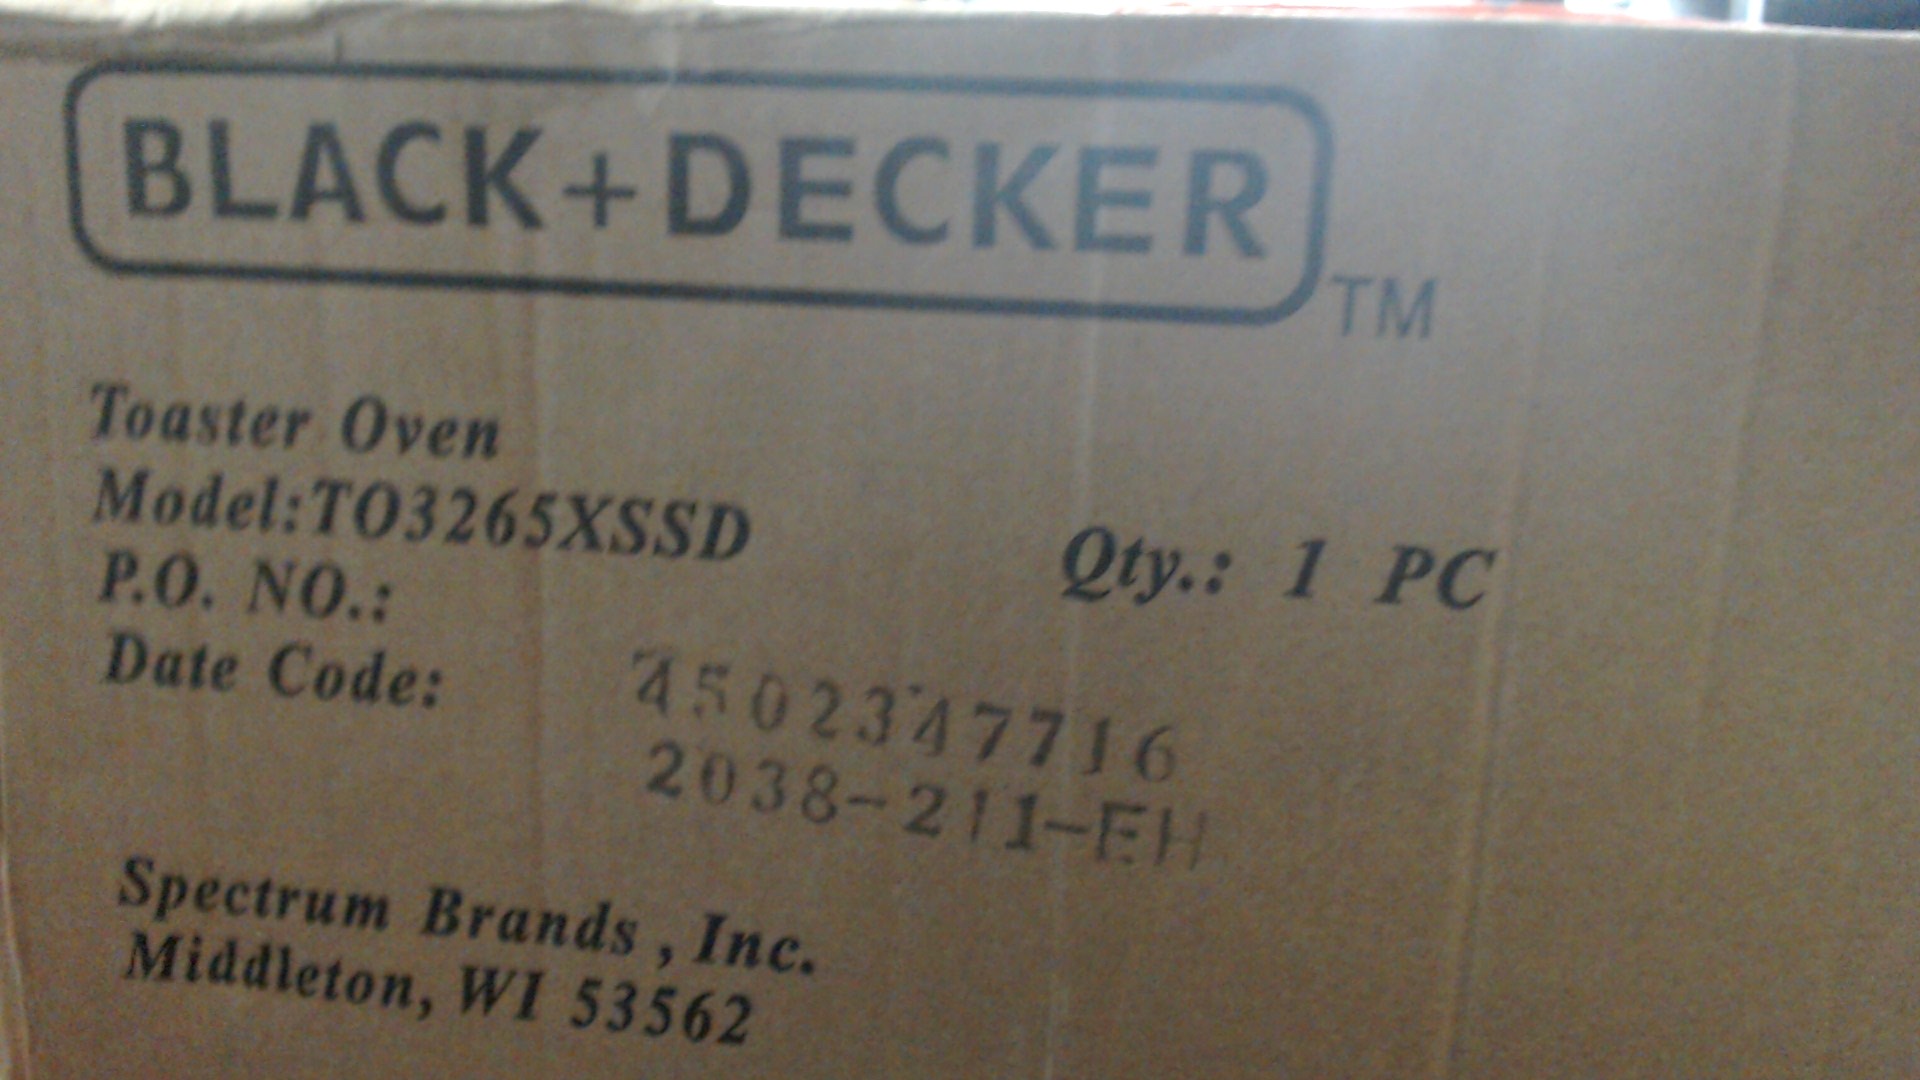 BLACK+DECKER TM
Toaster Oven
Model:TO3265XSSD
Qty.: 1 PC
P.O. NO.:
Date Code:
4502347716
2038-211-EH
Spectrum Brands , Inc.
Middleton, WI 53562